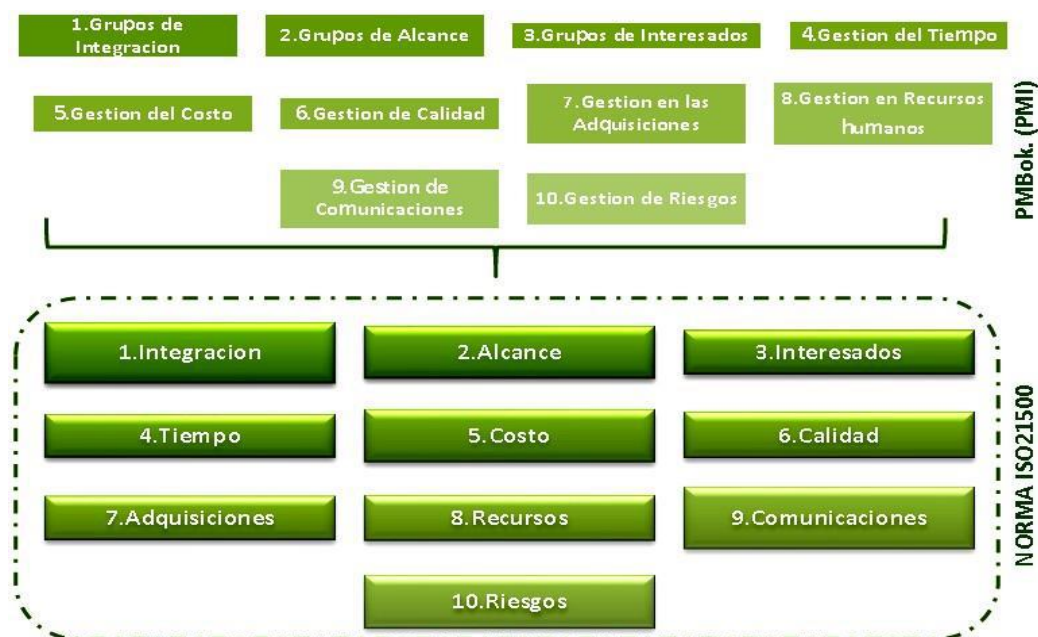 1.Grupos de
Integracion
2.Grupos de Alcance
3.Grupos de Interesados
4.Gestion del Tiempo
5.Gestion del Costo
6.Gestion de Calidad
7.Gestion en las
Adquisiciones
8.Gestion en Recursos
humanos
9.Gestion de
Comunicaciones
10.Gestion de Riesgos
PMBok. (PMI)
1.Integracion
2.Alcance
3.Interesados
4.Tiempo
5.Costo
6.Calidad
7.Adquisiciones
8.Recursos
9.Comunicaciones
10.Riesgos
NORMA ISO21500